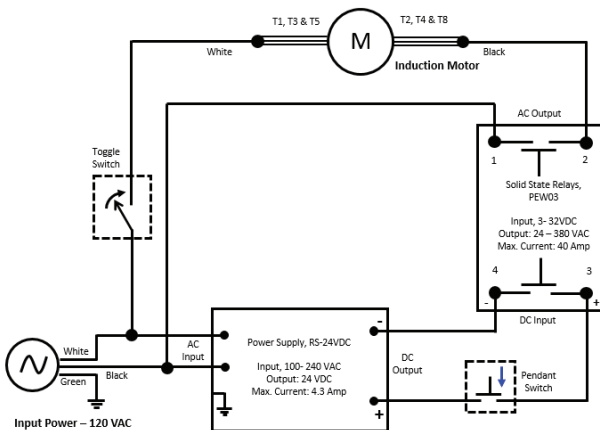 T1, T3 & T5
T2, T4 & T8
M
White
Black
Induction Motor
AC Output
Toggle
Switch
1
2
Solid State Relays,
PEW03
Input, 3- 32VDC
Output: 24 – 380 VAC
Max. Current: 40 Amp
4
3
-
+
DC Input
White
AC
Input
Power Supply, RS-24VDC
-
Input, 100- 240 VAC
Output: 24 VDC
Max. Current: 4.3 Amp
DC
Output
+
Pendant
Switch
Black
Green
Input Power – 120 VAC